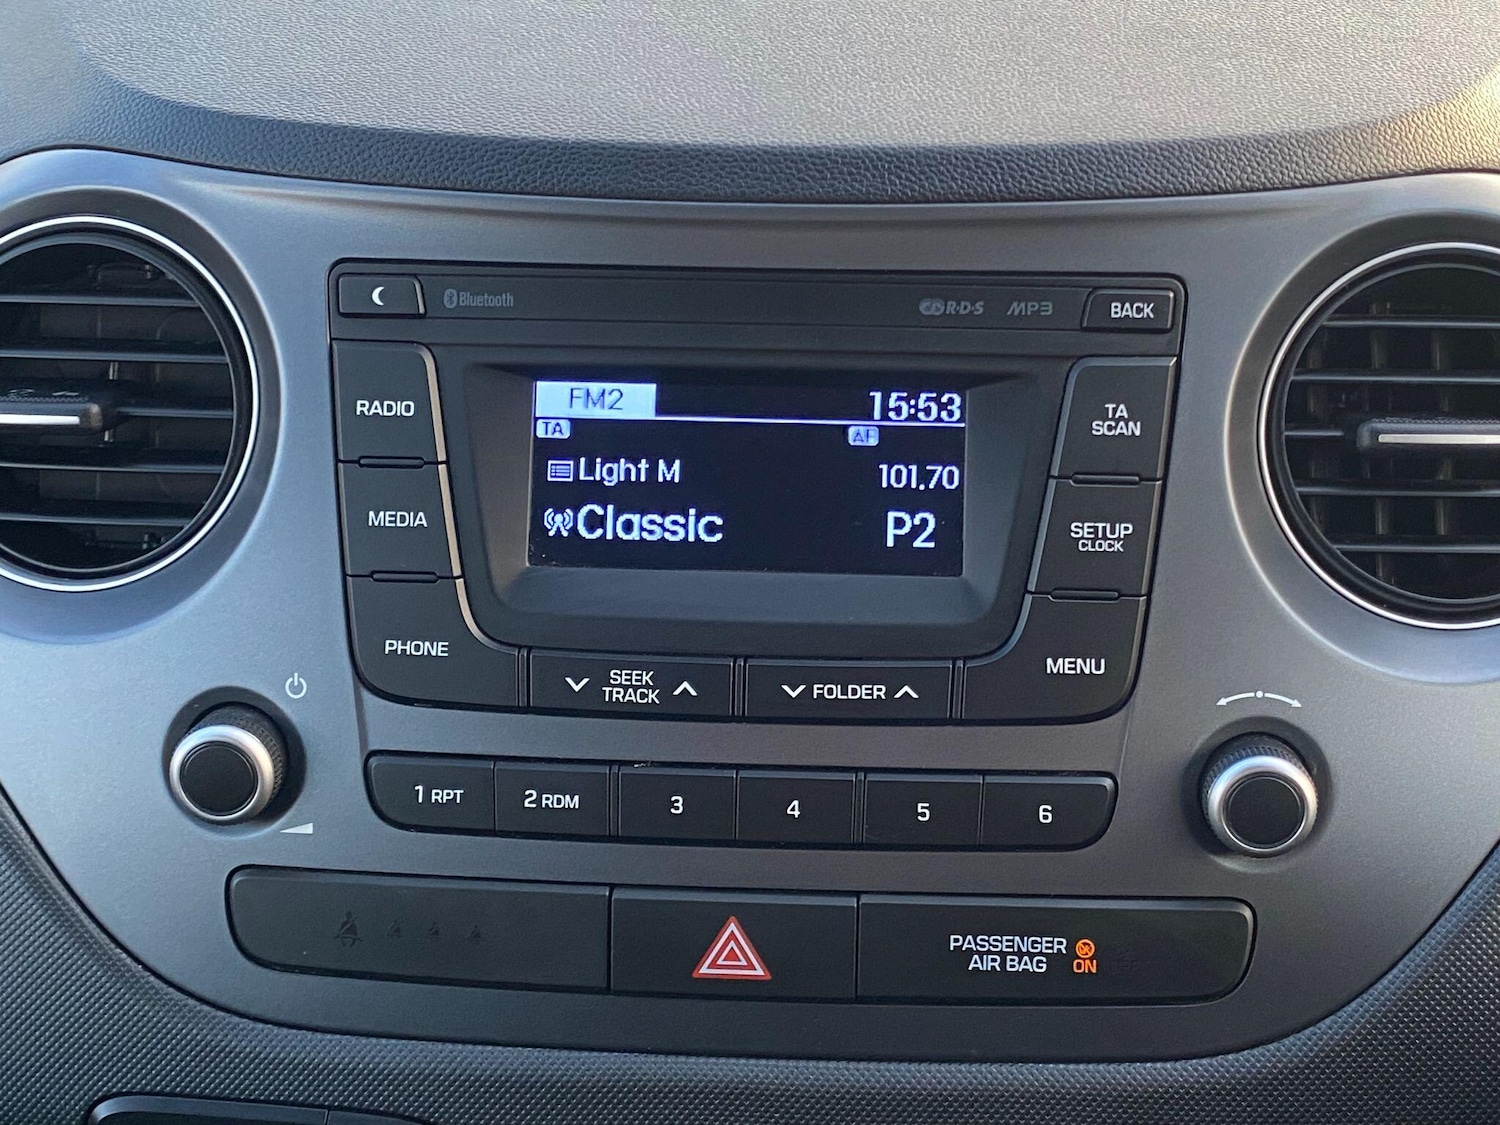 Bluetooth
CD R·D·S MP3
BACK
RADIO
MEDIA
PHONE
FM2 15:53
TA AF
Light M 101.70
Classic P2
TA
SCAN
SETUP
CLOCK
MENU
SEEK
TRACK
FOLDER
1 RPT
2 RDM
3
4
5
6
PASSENGER
AIR BAG ON